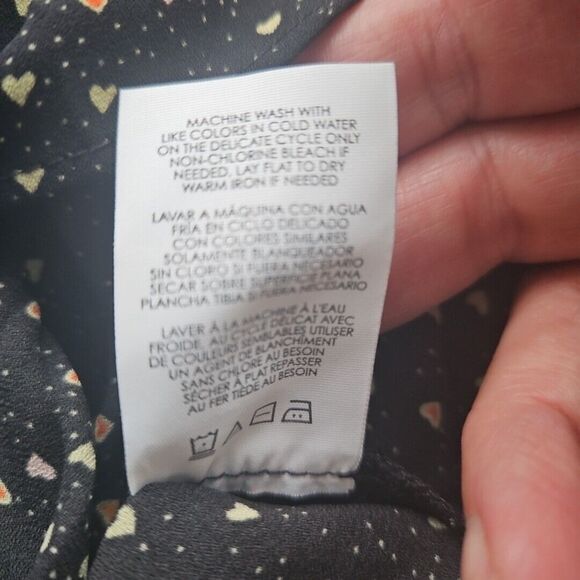 MACHINE WASH WITH
LIKE COLORS IN COLD WATER
ON THE DELICATE CYCLE ONLY
NON-CHLORINE BLEACH IF
NEEDED. LAY FLAT TO DRY
WARM IRON IF NEEDED
LAVAR A MÁQUINA CON AGUA
FRÍA EN CICLO DELICADO
CON COLORES SIMILARES
SOLAMENTE BLANQUEADOR
SIN CLORO SI FUERA NECESARIO
SECAR SOBRE SUPERFICIE PLANA
PLANCHA TIBIA SI FUERA NECESARIO
LAVER À LA MACHINE À L'EAU
FROIDE, AU CYCLE DÉLICAT AVEC
DE COULEURS SEMBLABLES UTILISER
UN AGENT DE BLANCHIMENT
SANS CHLORE AU BESOIN
SÉCHER À PLAT REPASSER
AU FER TIÈDE AU BESOIN